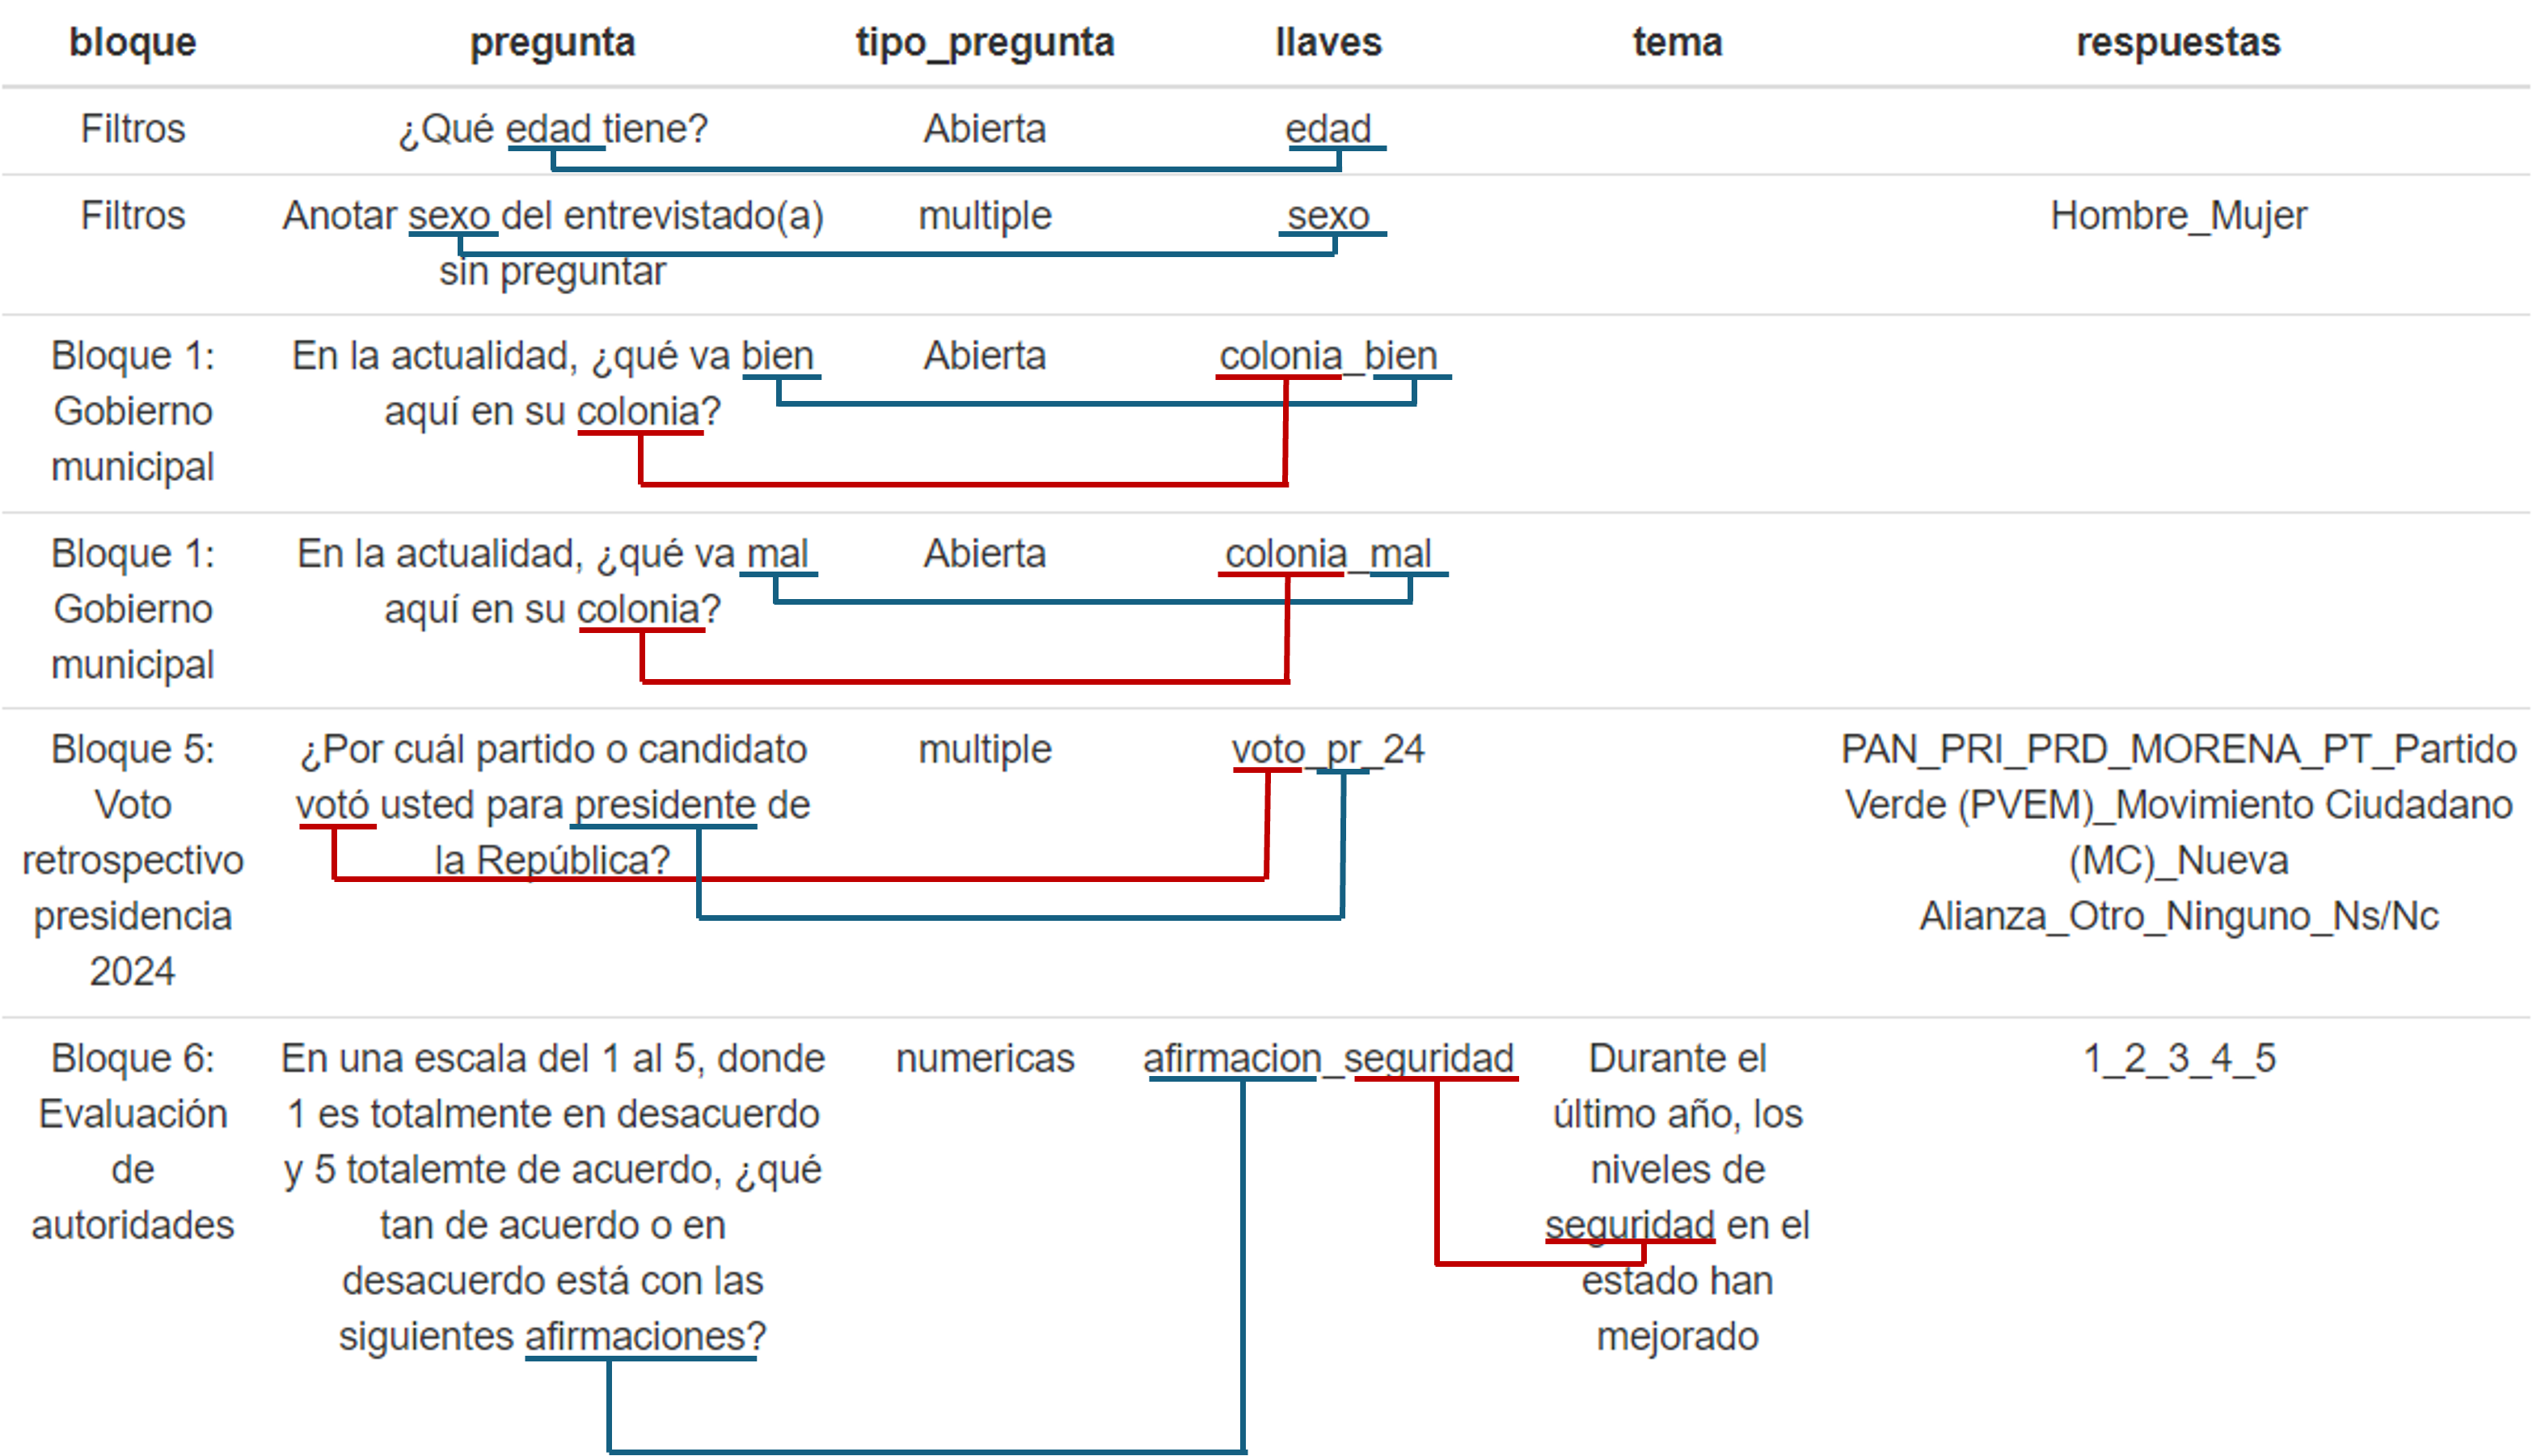 bloque pregunta tipo_pregunta llaves tema respuestas
Filtros ¿Qué edad tiene? Abierta edad
Filtros Anotar sexo del entrevistado(a) multiple sexo Hombre_Mujer
sin preguntar
Bloque 1: En la actualidad, ¿qué va bien Abierta colonia_bien
Gobierno aquí en su colonia?
municipal
Bloque 1: En la actualidad, ¿qué va mal Abierta colonia_mal
Gobierno aquí en su colonia?
municipal
Bloque 5: ¿Por cuál partido o candidato multiple voto_pr_24 PAN_PRI_PRD_MORENA_PT_Partido
Voto votó usted para presidente de Verde (PVEM)_Movimiento Ciudadano
retrospectivo la República? (MC)_Nueva
presidencia Alianza_Otro_Ninguno_Ns/Nc
2024
Bloque 6: En una escala del 1 al 5, donde numericas afirmacion_seguridad Durante el 1_2_3_4_5
Evaluación 1 es totalmente en desacuerdo último año, los
de y 5 totalemte de acuerdo, ¿qué niveles de
autoridades tan de acuerdo o en seguridad en el
desacuerdo está con las estado han
siguientes afirmaciones? mejorado